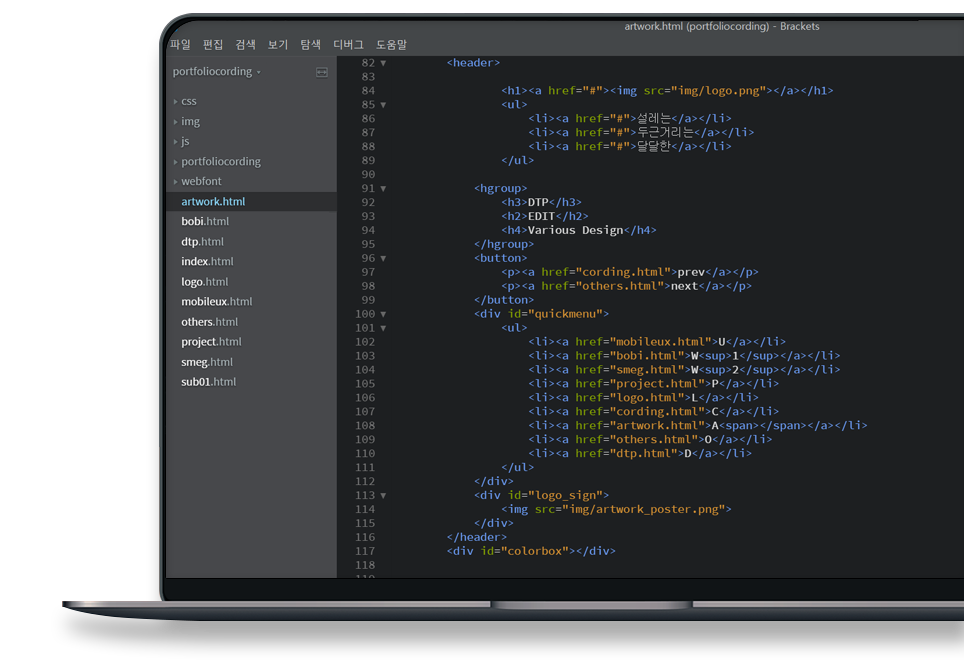 artwork.html (portfoliocording) - Brackets
파일 편집 검색 보기 탐색 디버그 도움말
portfoliocording
css
img
js
portfoliocording
webfont
artwork.html
bobi.html
dtp.html
index.html
logo.html
mobileux.html
others.html
project.html
smeg.html
sub01.html
82 <header>
83
84 <h1><a href="#"><img src="img/logo.png"></a></h1>
85 <ul>
86 <li><a href="#">설레는</a></li>
87 <li><a href="#">두근거리는</a></li>
88 <li><a href="#">달달한</a></li>
89 </ul>
90
91 <hgroup>
92 <h3>DTP</h3>
93 <h2>EDIT</h2>
94 <h4>Various Design</h4>
95 </hgroup>
96 <button>
97 <p><a href="cording.html">prev</a></p>
98 <p><a href="others.html">next</a></p>
99 </button>
100 <div id="quickmenu">
101 <ul>
102 <li><a href="mobileux.html">U</a></li>
103 <li><a href="bobi.html">W<sup>1</sup></a></li>
104 <li><a href="smeg.html">W<sup>2</sup></a></li>
105 <li><a href="project.html">P</a></li>
106 <li><a href="logo.html">L</a></li>
107 <li><a href="cording.html">C</a></li>
108 <li><a href="artwork.html">A<span></span></a></li>
109 <li><a href="others.html">O</a></li>
110 <li><a href="dtp.html">D</a></li>
111 </ul>
112 </div>
113 <div id="logo_sign">
114 <img src="img/artwork_poster.png">
115 </div>
116 </header>
117 <div id="colorbox"></div>
118